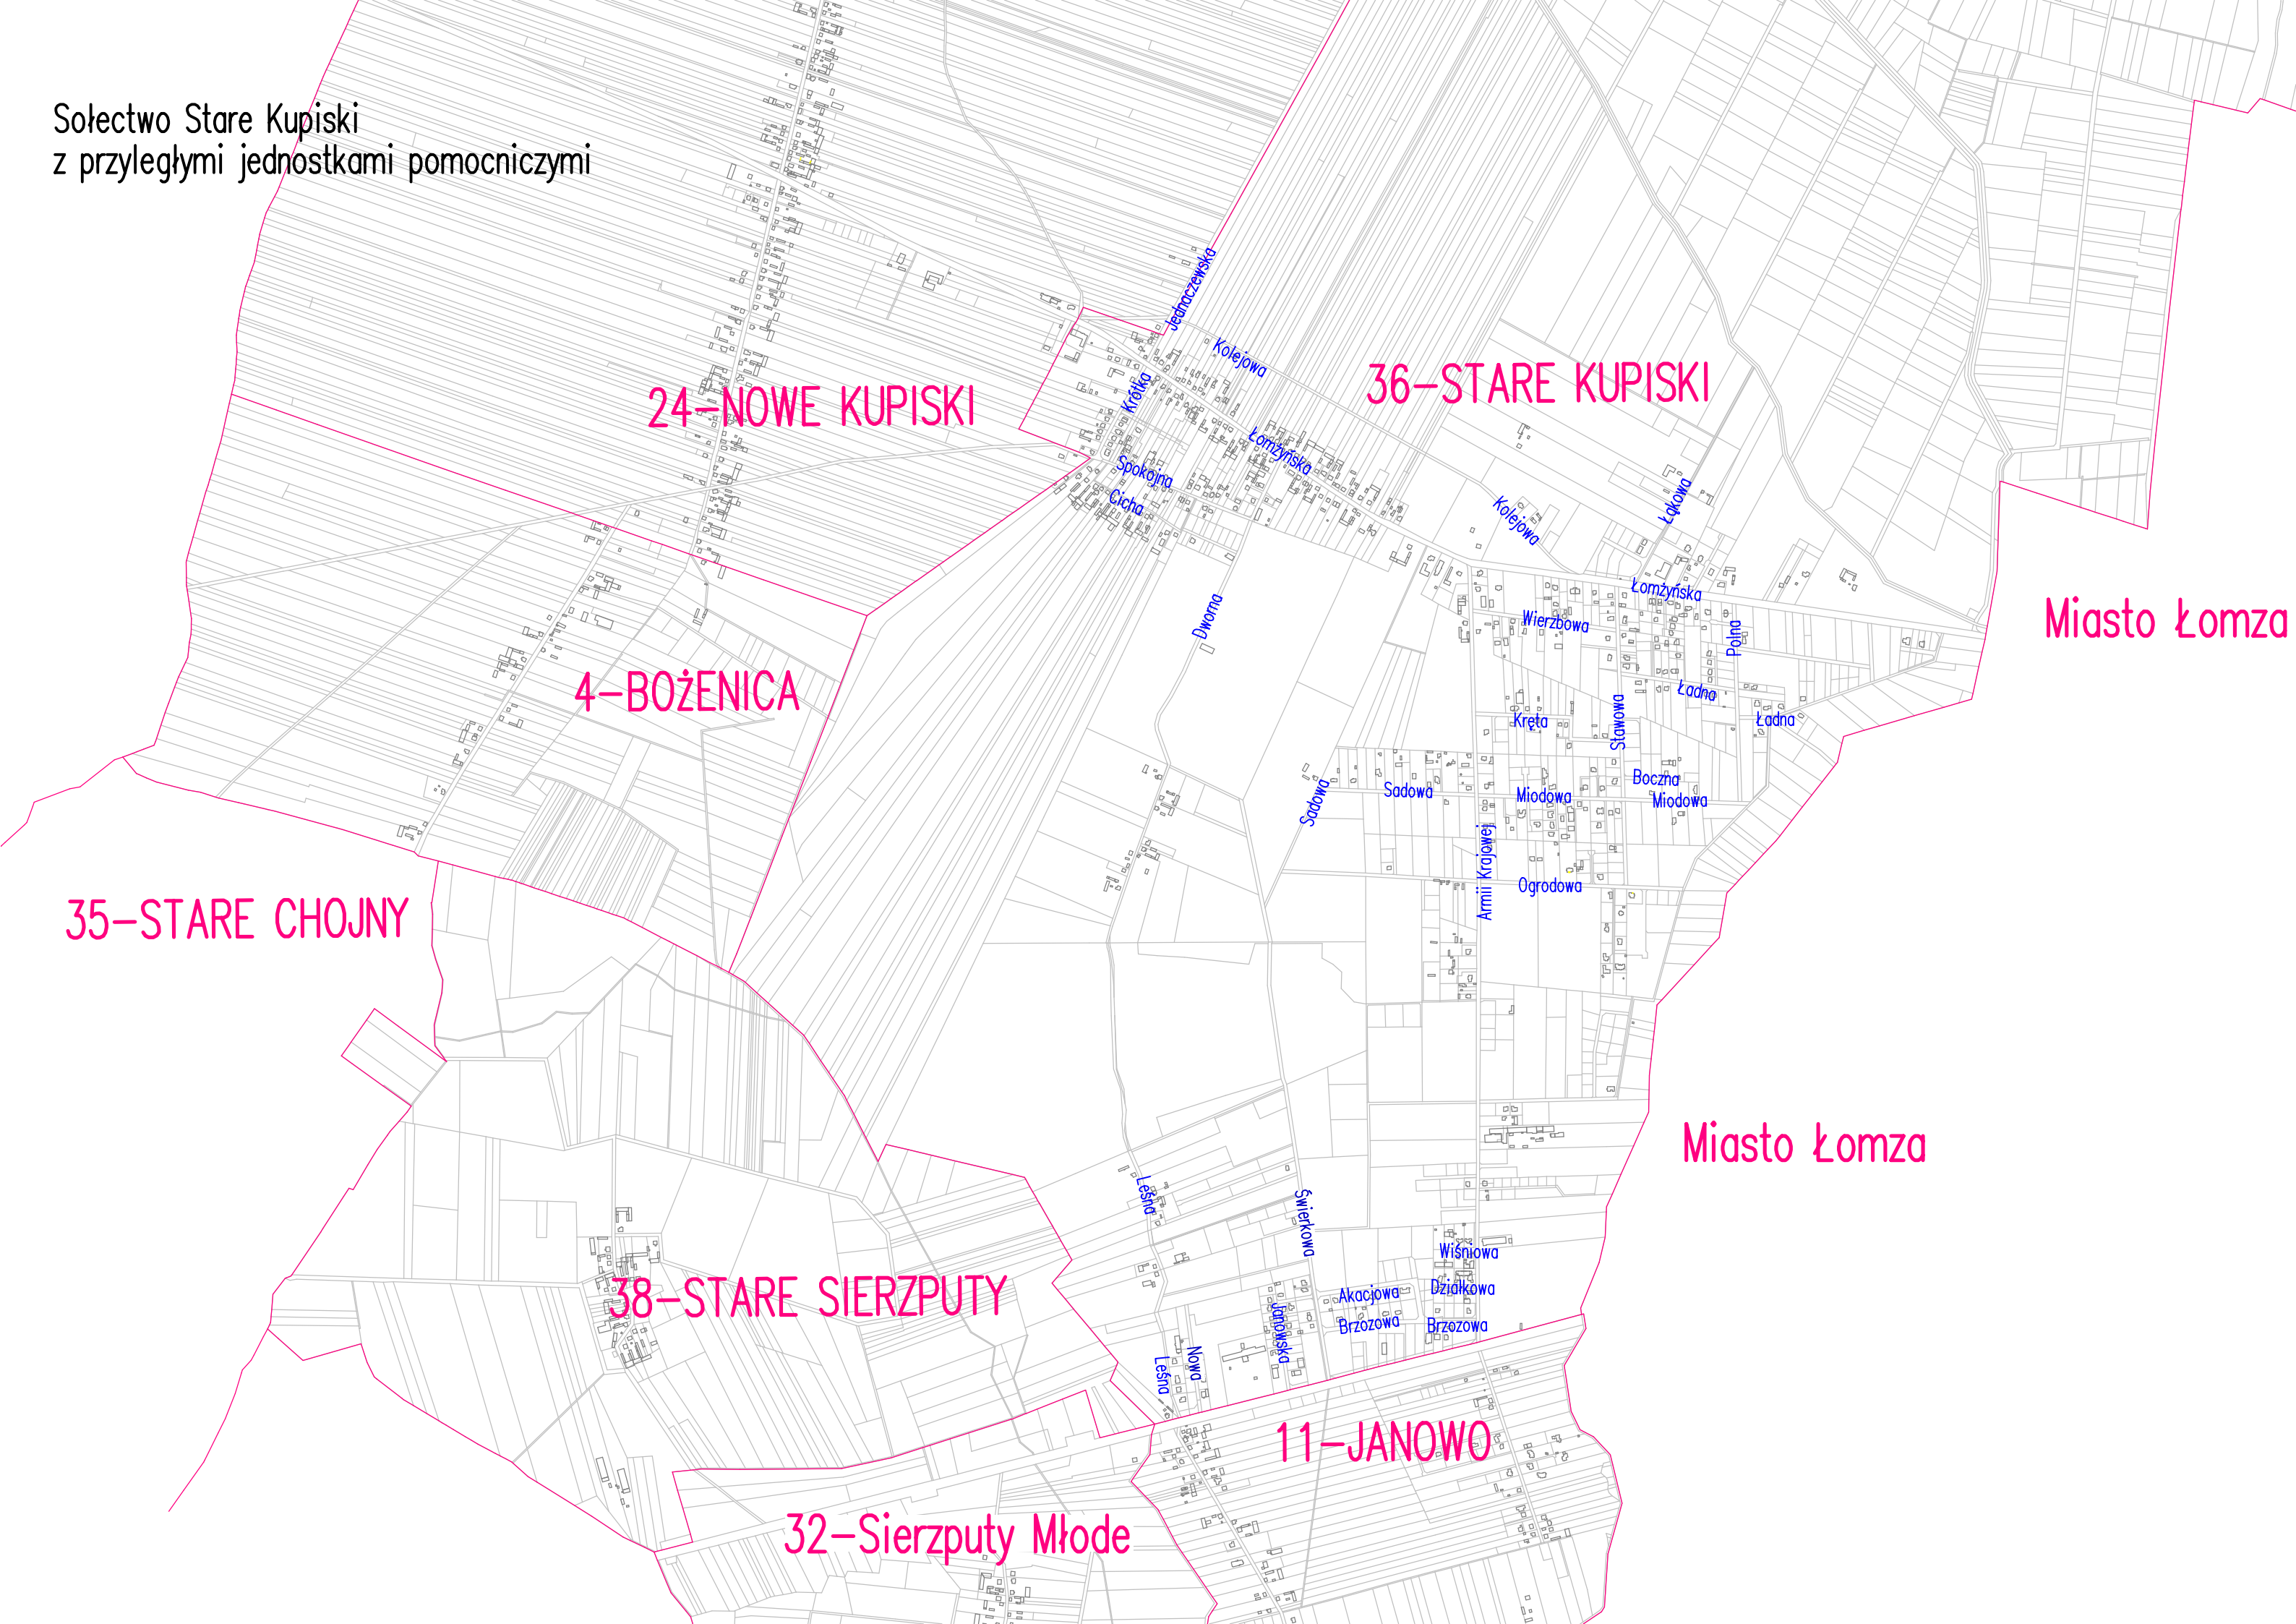 Sołectwo Stare Kupiski
z przyległymi jednostkami pomocniczymi
Jednaczewska
Kolejowa
36-STARE KUPISKI
24-NOWE KUPISKI
Krótka
Łomżyńska
Spokojna
Cicha
Kolejowa
Łąkowa
Łomżyńska
Dworna
Wierzbowa
Polna
Miasto Łomza
4-BOŻENICA
Ładna
Kręta
Stawowa
Ładna
Sadowa
Sadowa
Miodowa
Boczna
Miodowa
Armii Krajowej
Ogrodowa
35-STARE CHOJNY
Miasto Łomza
Leśna
Świerkowa
Wiśniowa
38-STARE SIERZPUTY
Akacjowa
Działkowa
Janowska
Brzozowa
Brzozowa
Leśna
Nowa
11-JANOWO
32-Sierzputy Młode